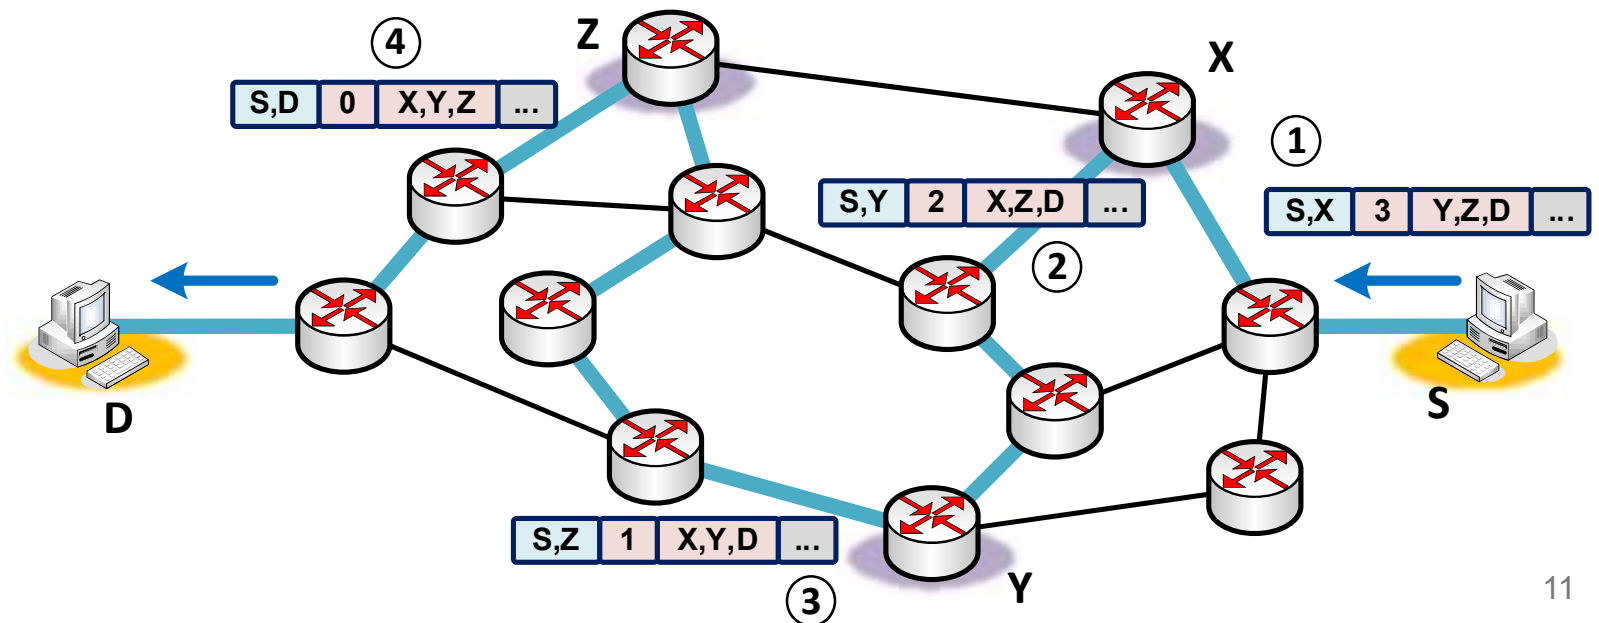 Z
X
④
S,D 0 X,Y,Z ...
①
S,Y 2 X,Z,D ...
S,X 3 Y,Z,D ...
②
D
S
S,Z 1 X,Y,D ...
Y
③
11